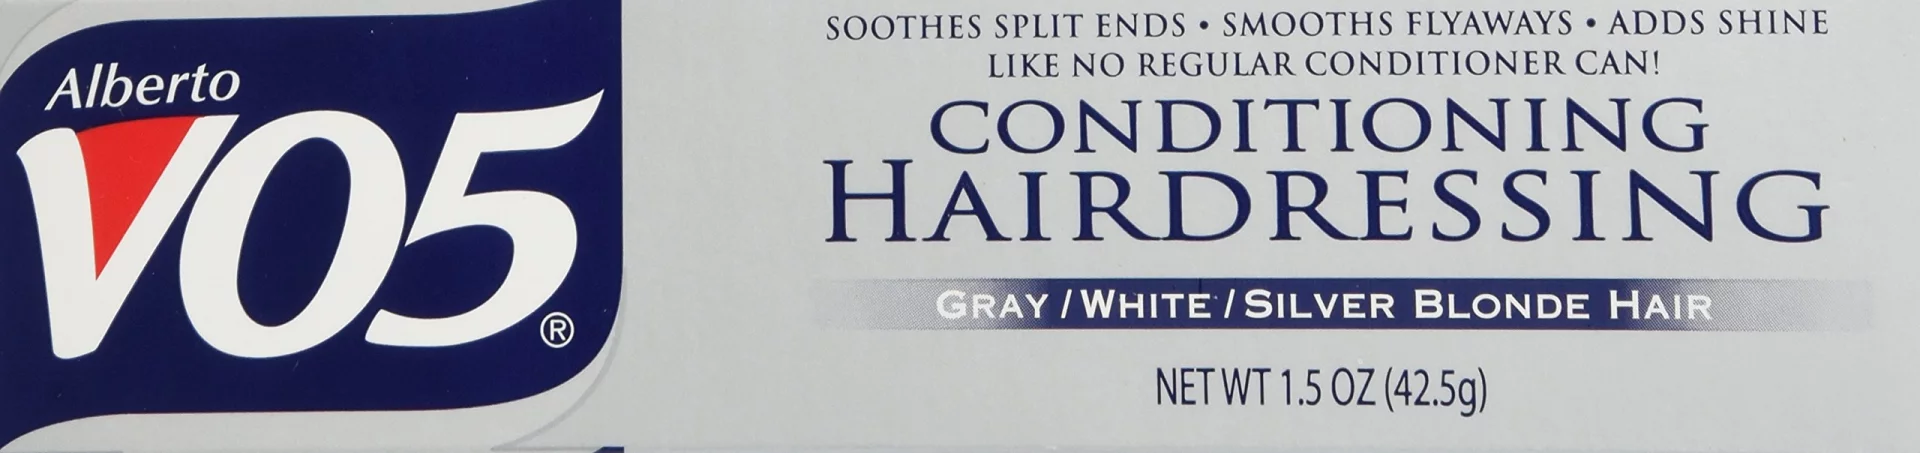 Alberto
VO5®
SOOTHES SPLIT ENDS • SMOOTHS FLYAWAYS • ADDS SHINE
LIKE NO REGULAR CONDITIONER CAN!
CONDITIONING
HAIRDRESSING
GRAY/WHITE/SILVER BLONDE HAIR
NET WT 1.5 OZ (42.5g)